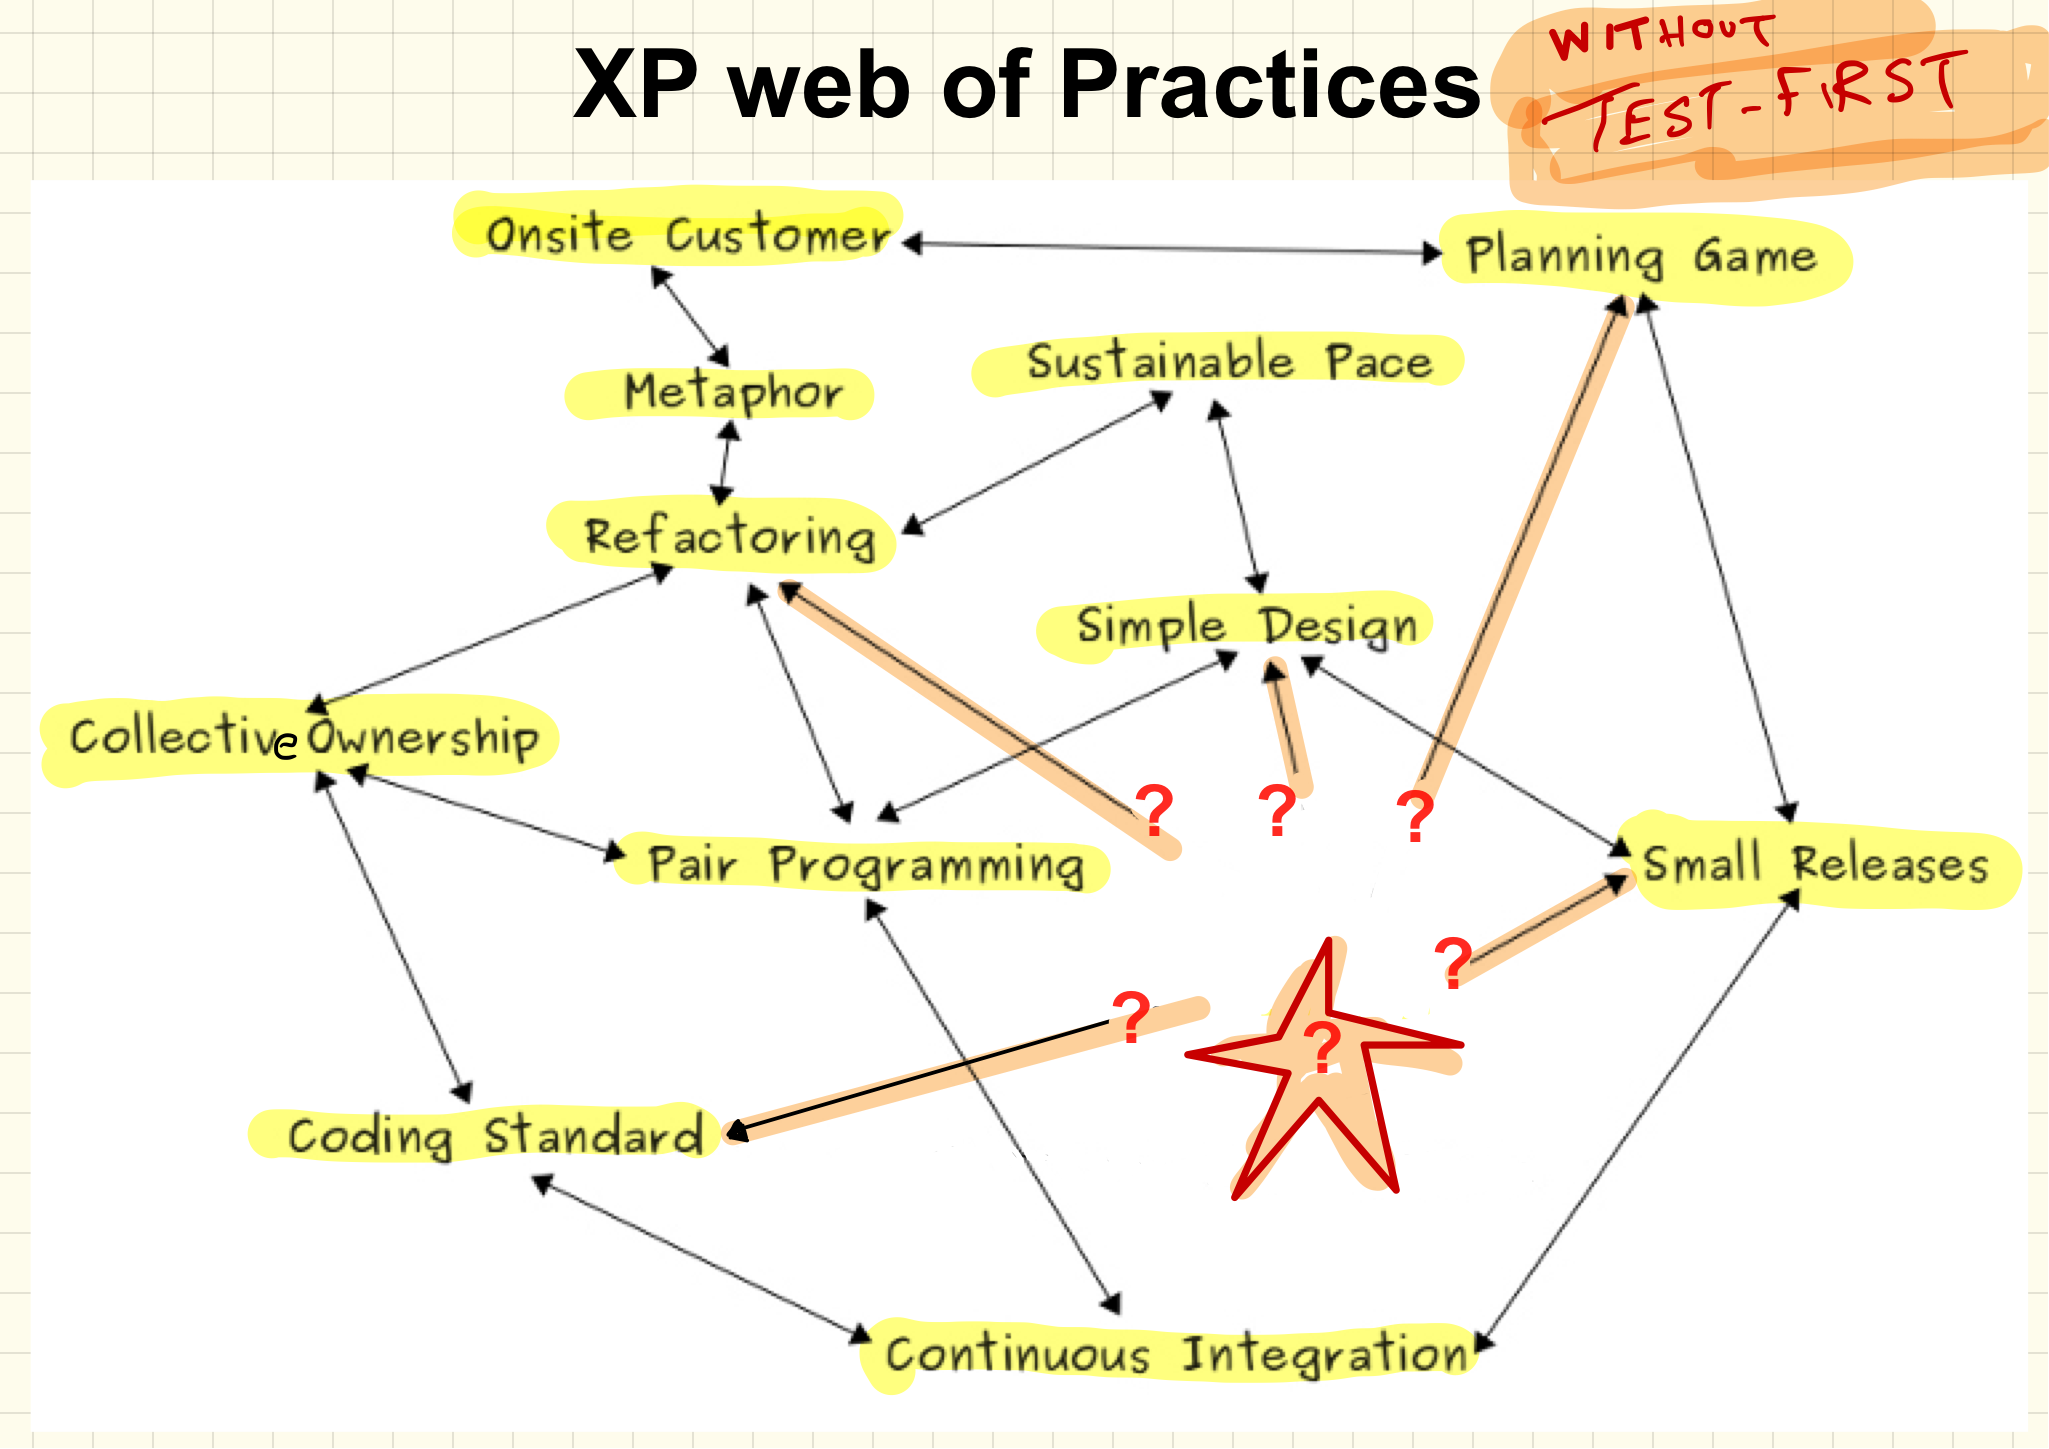 XP web of Practices
WITHOUT
TEST-FIRST
Onsite Customer
Planning Game
Sustainable Pace
Metaphor
Refactoring
Simple Design
Collective Ownership
? ? ?
Pair Programming
Small Releases
?
?
?
Coding Standard
Continuous Integration